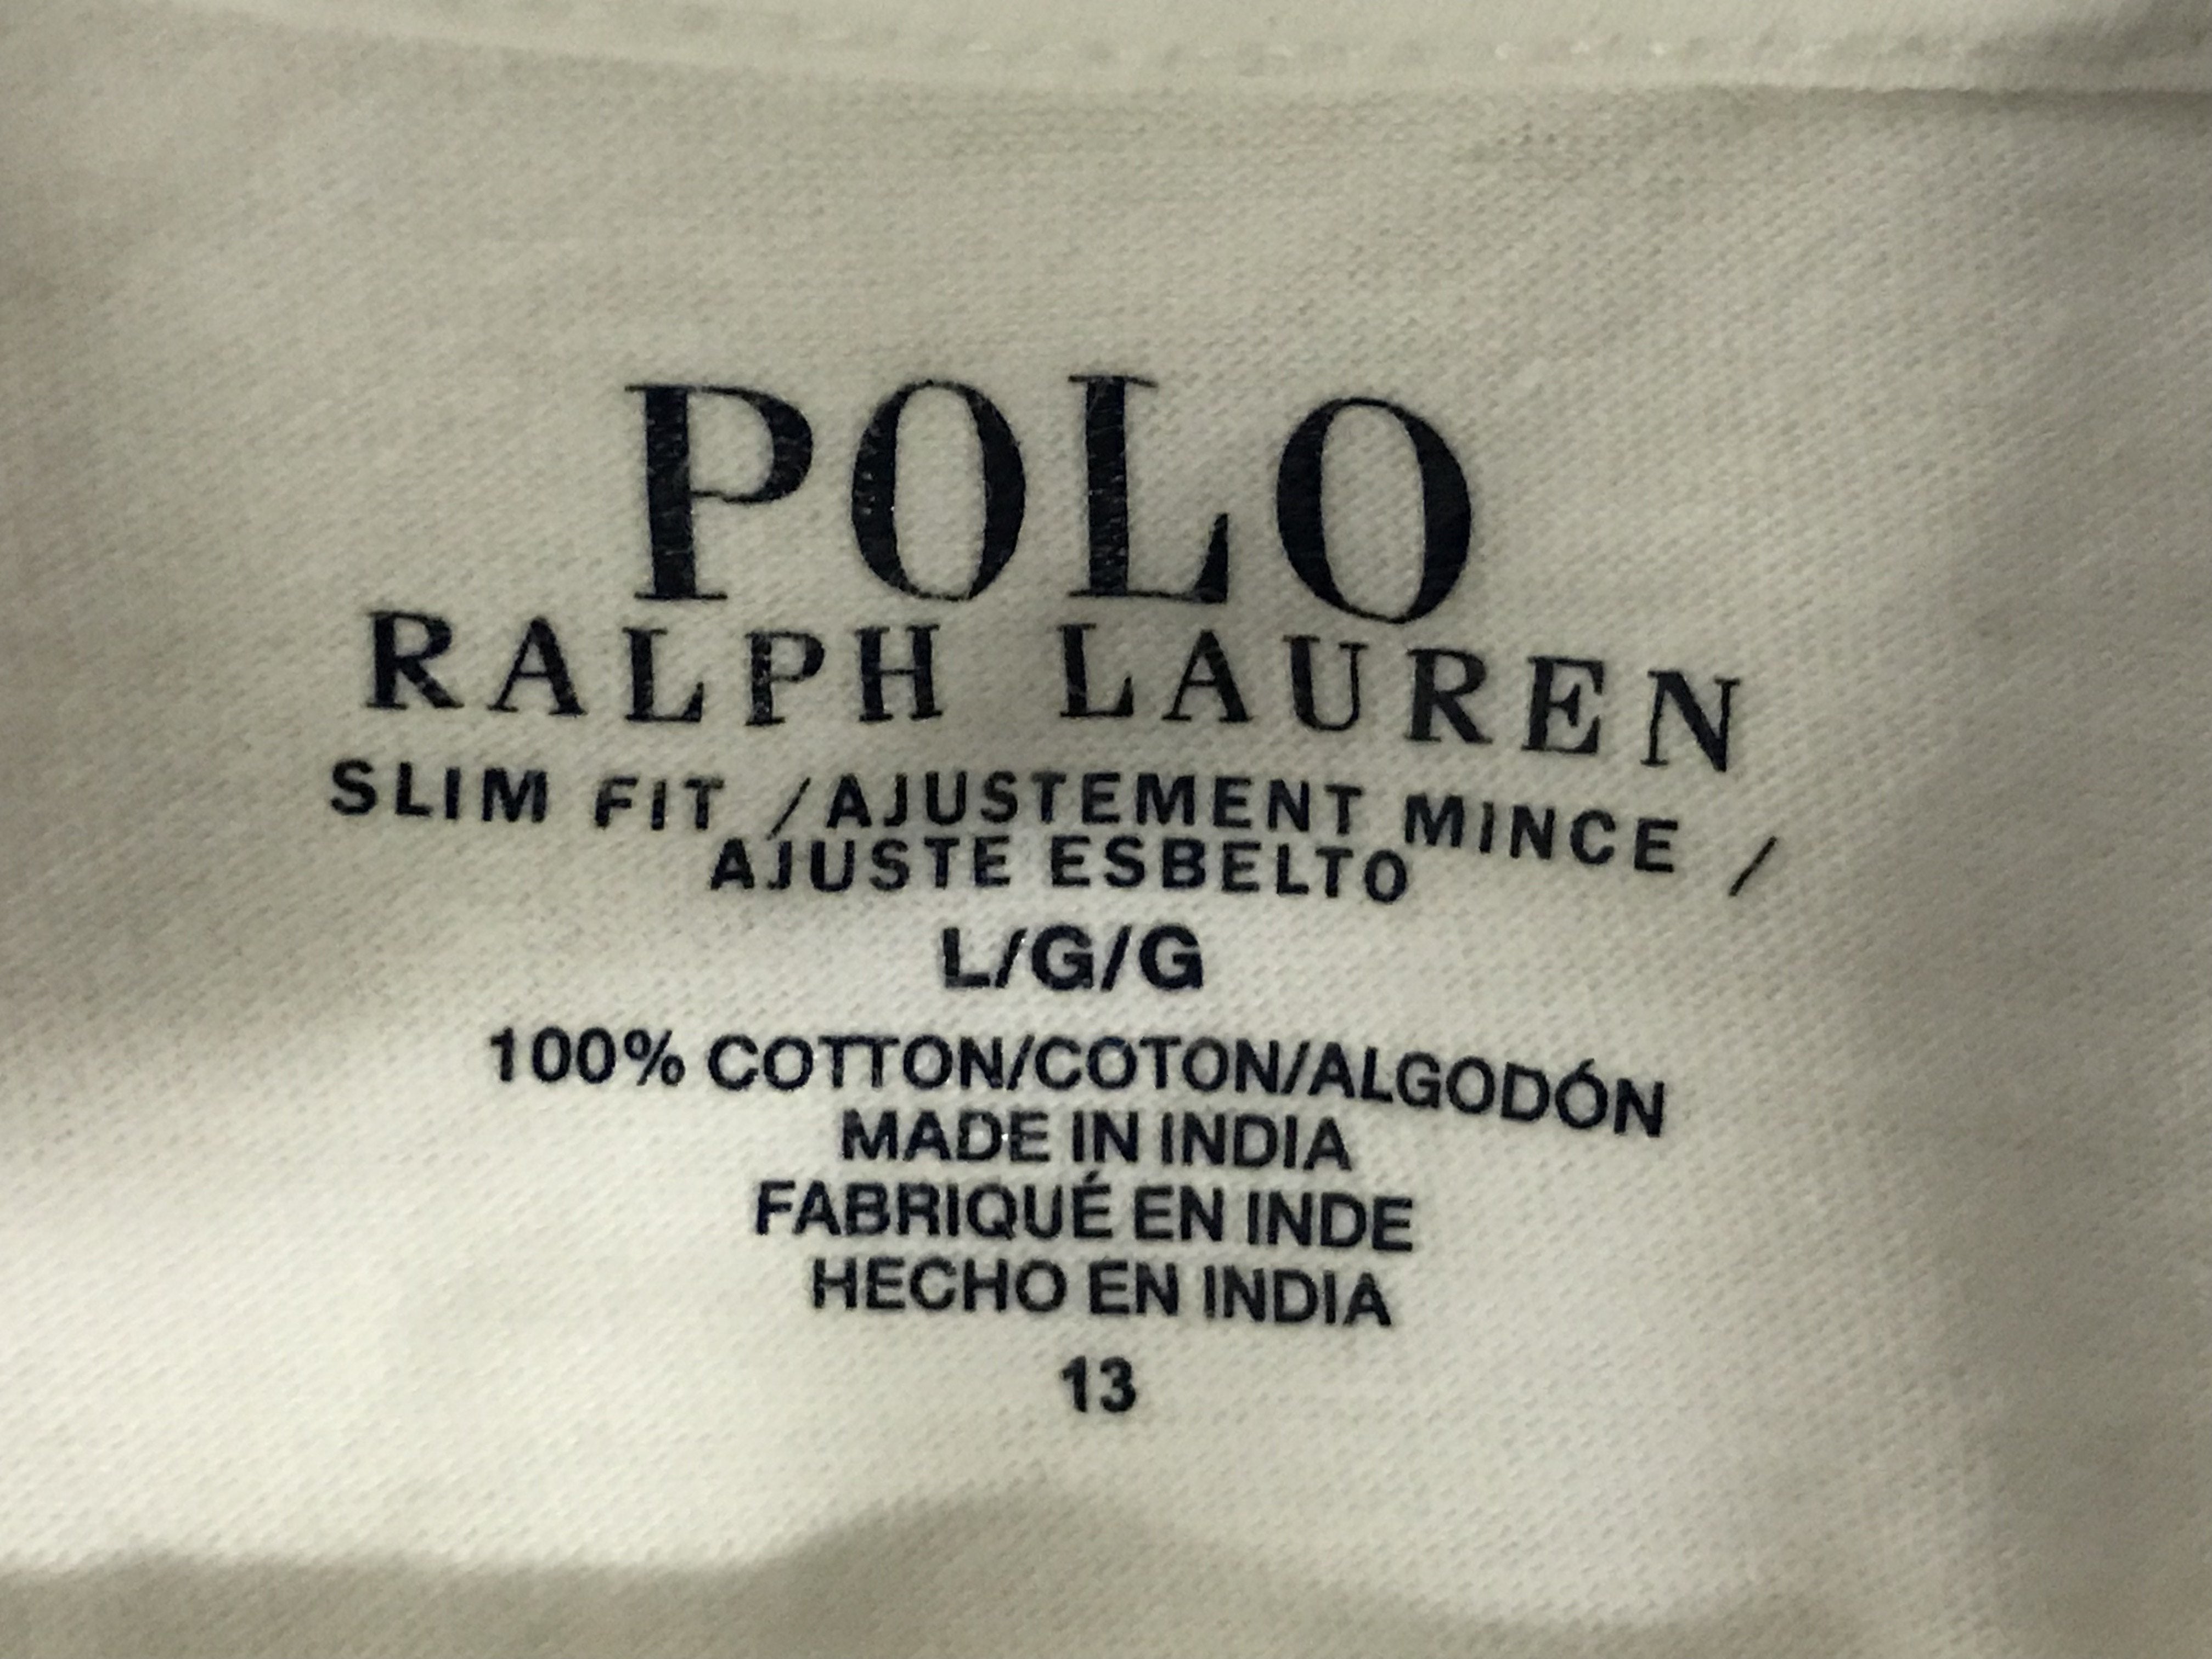 POLO
RALPH LAUREN
SLIM FIT /AJUSTEMENT MINCE /
AJUSTE ESBELTO
L/G/G
100% COTTON/COTON/ALGODÓN
MADE IN INDIA
FABRIQUÉ EN INDE
HECHO EN INDIA
13